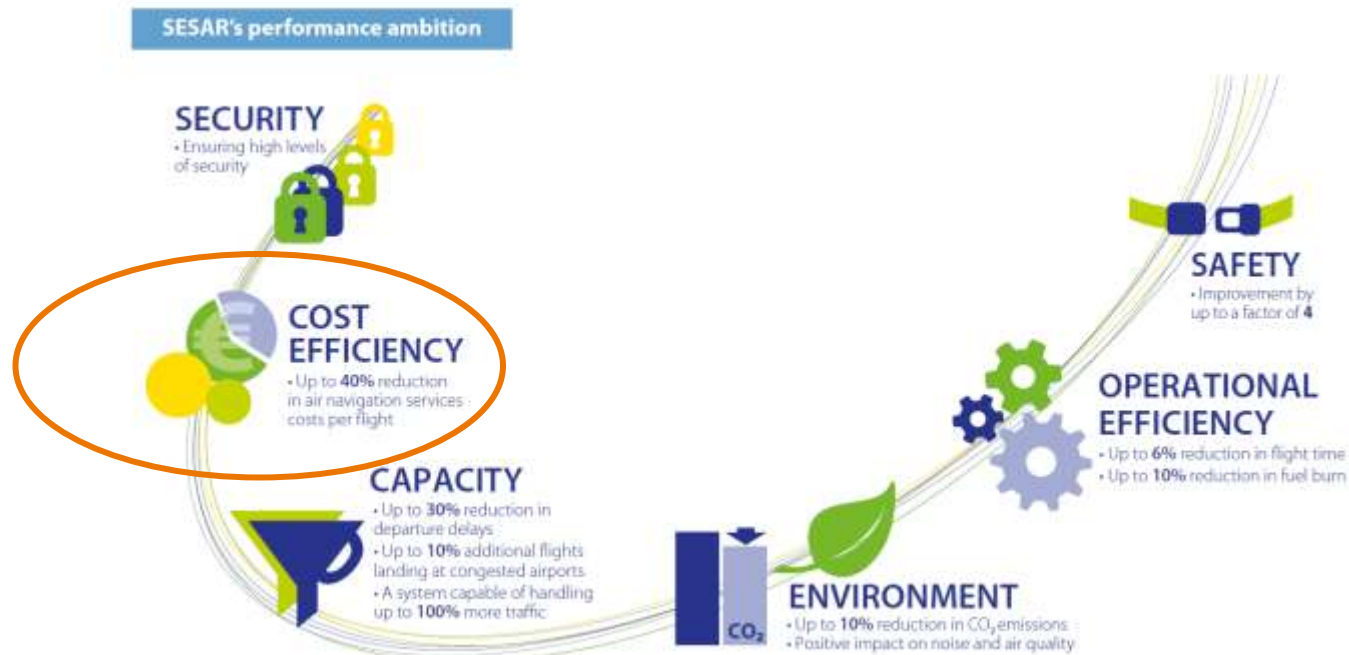 SESAR's performance ambition
SECURITY
• Ensuring high levels
of security
COST
EFFICIENCY
• Up to 40% reduction
in air navigation services
costs per flight
CAPACITY
• Up to 30% reduction in
departure delays
• Up to 10% additional flights
landing at congested airports
• A system capable of handling
up to 100% more traffic
CO₂
ENVIRONMENT
• Up to 10% reduction in CO₂ emissions
• Positive impact on noise and air quality
OPERATIONAL
EFFICIENCY
• Up to 6% reduction in flight time
• Up to 10% reduction in fuel burn
SAFETY
• Improvement by
up to a factor of 4
€